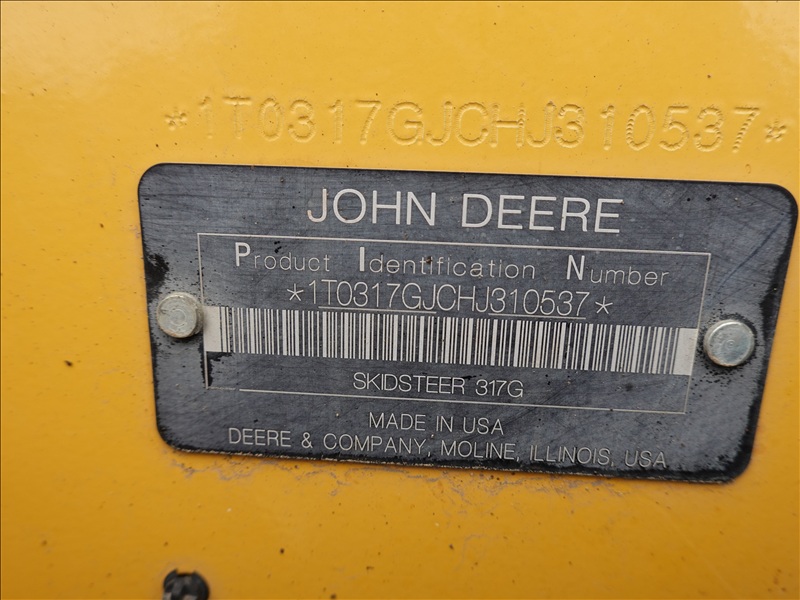 *1T0317GJCHJ310537*
JOHN DEERE
Product Identification Number
*1T0317GJCHJ310537*
SKIDSTEER 317G
MADE IN USA
DEERE & COMPANY, MOLINE, ILLINOIS, USA